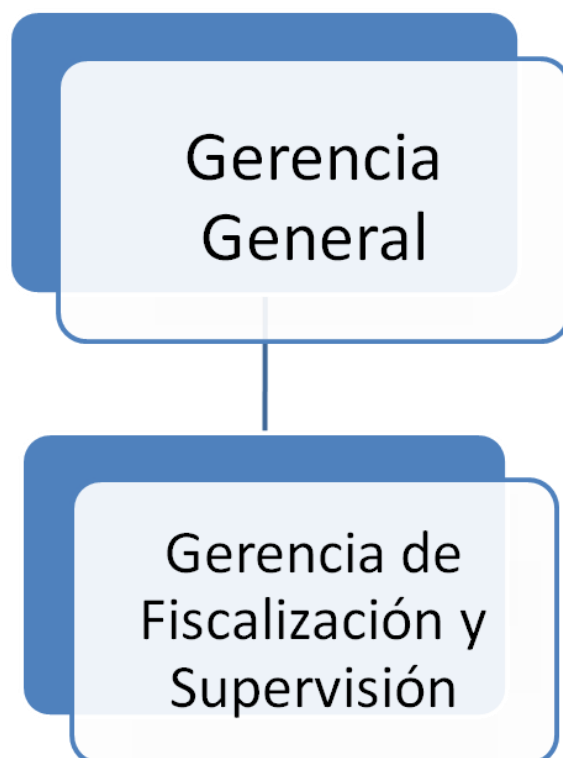 Gerencia
General
Gerencia de
Fiscalización y
Supervisión